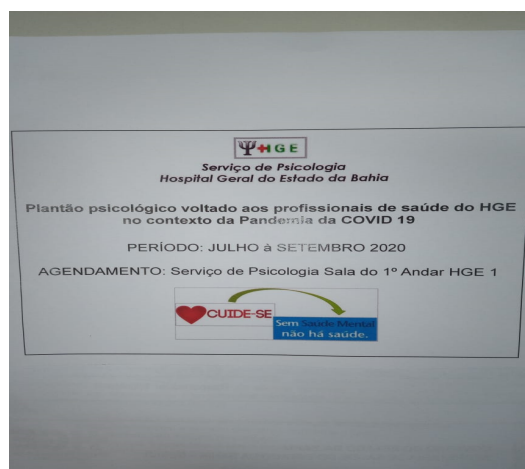 ΨHGE
Serviço de Psicologia
Hospital Geral do Estado da Bahia
Plantão psicológico voltado aos profissionais de saúde do HGE
no contexto da Pandemia da COVID 19
PERÍODO: JULHO à SETEMBRO 2020
AGENDAMENTO: Serviço de Psicologia Sala do 1º Andar HGE 1
CUIDE-SE
Sem Saúde Mental
não há saúde.